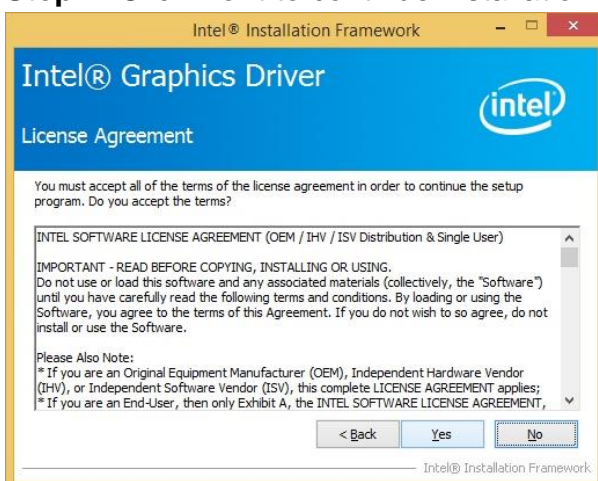 Intel® Installation Framework
Intel® Graphics Driver
intel
License Agreement
You must accept all of the terms of the license agreement in order to continue the setup
program. Do you accept the terms?
INTEL SOFTWARE LICENSE AGREEMENT (OEM / IHV / ISV Distribution & Single User)
IMPORTANT - READ BEFORE COPYING, INSTALLING OR USING.
Do not use or load this software and any associated materials (collectively, the "Software")
until you have carefully read the following terms and conditions. By loading or using the
Software, you agree to the terms of this Agreement. If you do not wish to so agree, do not
install or use the Software.
Please Also Note:
* If you are an Original Equipment Manufacturer (OEM), Independent Hardware Vendor
(IHV), or Independent Software Vendor (ISV), this complete LICENSE AGREEMENT applies;
* If you are an End-User, then only Exhibit A, the INTEL SOFTWARE LICENSE AGREEMENT,
< Back Yes No
Intel® Installation Framework